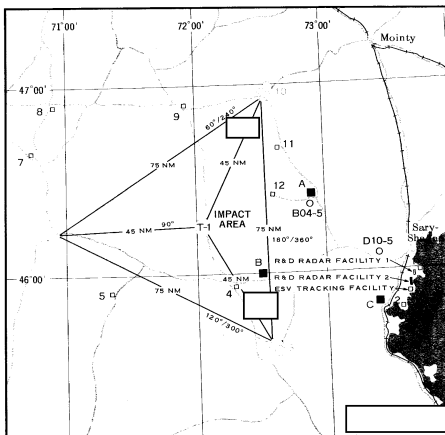 71°00'
72°00'
73°00'
Mointy
47°00'
10
8
9
60°/240°
7
75 NM
45 NM
11
12
A
B04-5
IMPACT
AREA
T-1
90°
45 NM
75 NM
180°/360°
D10-5
Sary-
B
R&D RADAR FACILITY 1
46°00'
R&D RADAR FACILITY 2
45 NM
4
ESV TRACKING FACILITY
5
75 NM
C
2
120°/300°